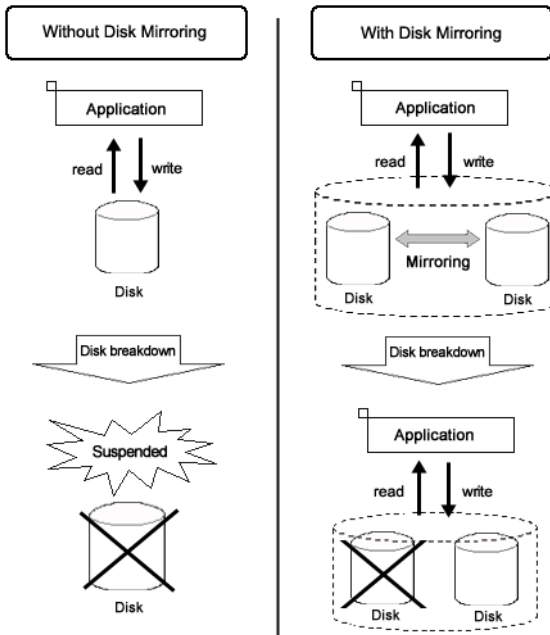 Without Disk Mirroring
Application
read
write
Disk
Disk breakdown
Suspended
Disk
With Disk Mirroring
Application
read
write
Mirroring
Disk
Disk
Disk breakdown
Application
read
write
Disk
Disk